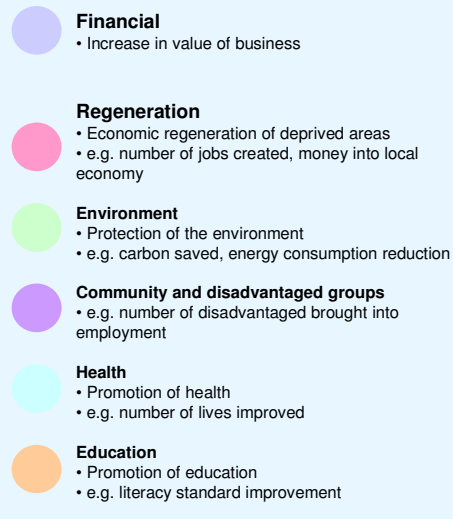 Financial
• Increase in value of business
Regeneration
• Economic regeneration of deprived areas
• e.g. number of jobs created, money into local
economy
Environment
• Protection of the environment
• e.g. carbon saved, energy consumption reduction
Community and disadvantaged groups
• e.g. number of disadvantaged brought into
employment
Health
• Promotion of health
• e.g. number of lives improved
Education
• Promotion of education
• e.g. literacy standard improvement